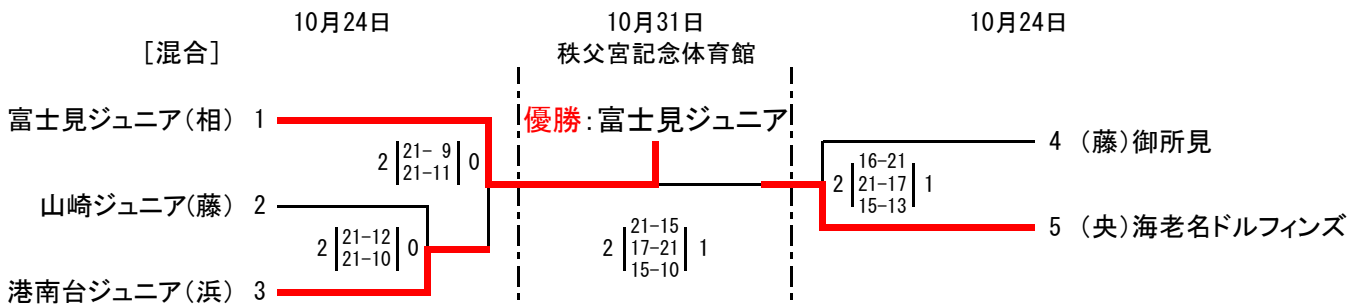 10月24日
10月31日
10月24日
［混合］
秩父宮記念体育館
富士見ジュニア（相） 1
優勝：富士見ジュニア
4 （藤）御所見
2 21- 9 0
21-11
16-21
2 21-17 1
15-13
山崎ジュニア（藤） 2
5 （央）海老名ドルフィンズ
2 21-12 0
21-10
21-15
2 17-21 1
15-10
港南台ジュニア（浜） 3